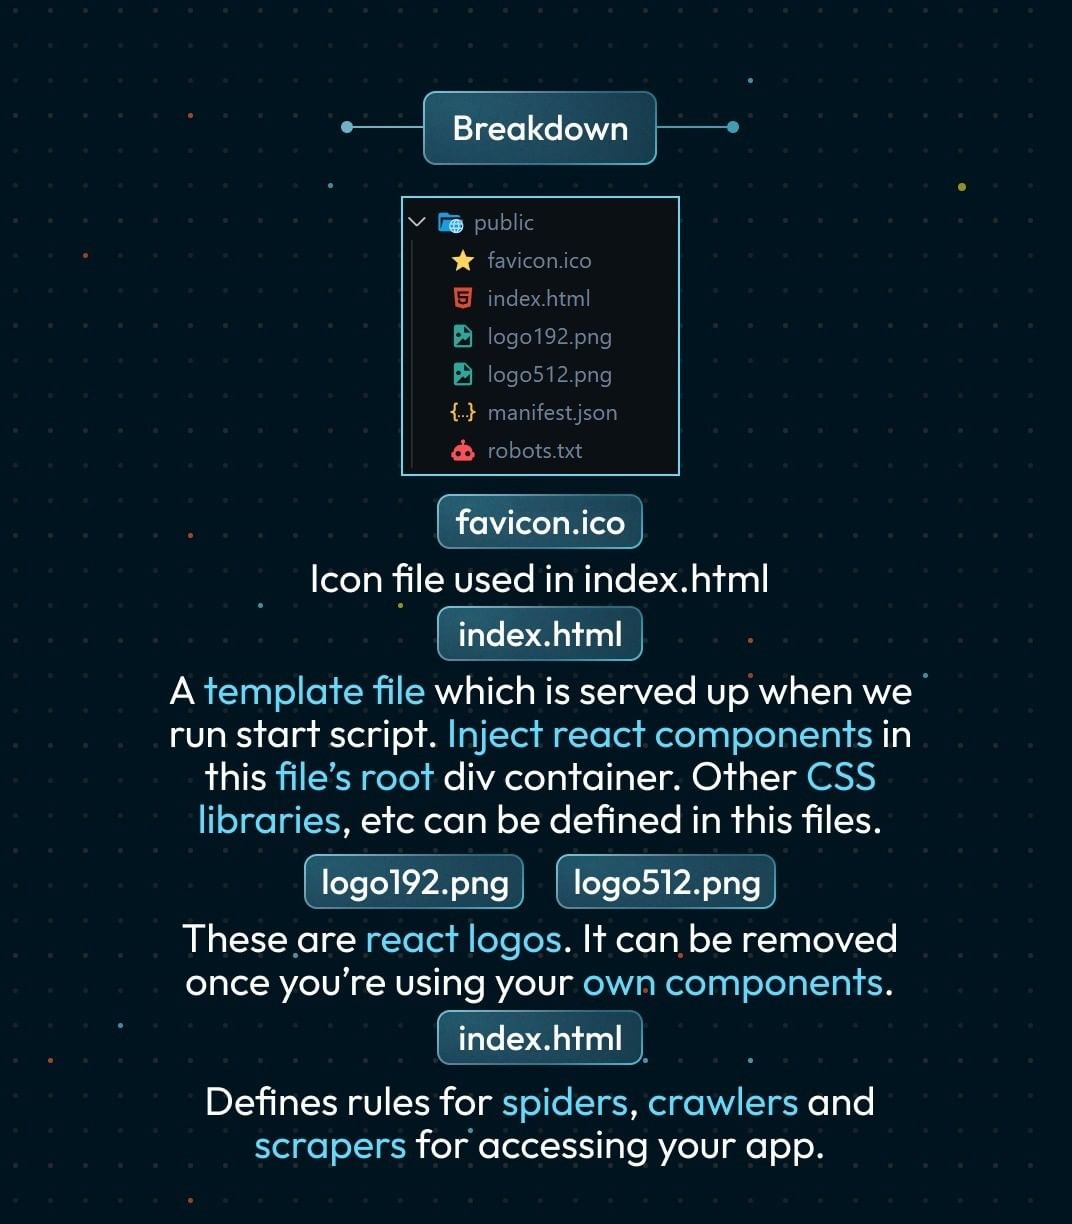 Breakdown
public
favicon.ico
index.html
logo192.png
logo512.png
manifest.json
robots.txt
favicon.ico
Icon file used in index.html
index.html
A template file which is served up when we
run start script. Inject react components in
this file's root div container. Other CSS
libraries, etc can be defined in this files.
logo192.png logo512.png
These are react logos. It can be removed
once you're using your own components.
index.html
Defines rules for spiders, crawlers and
scrapers for accessing your app.